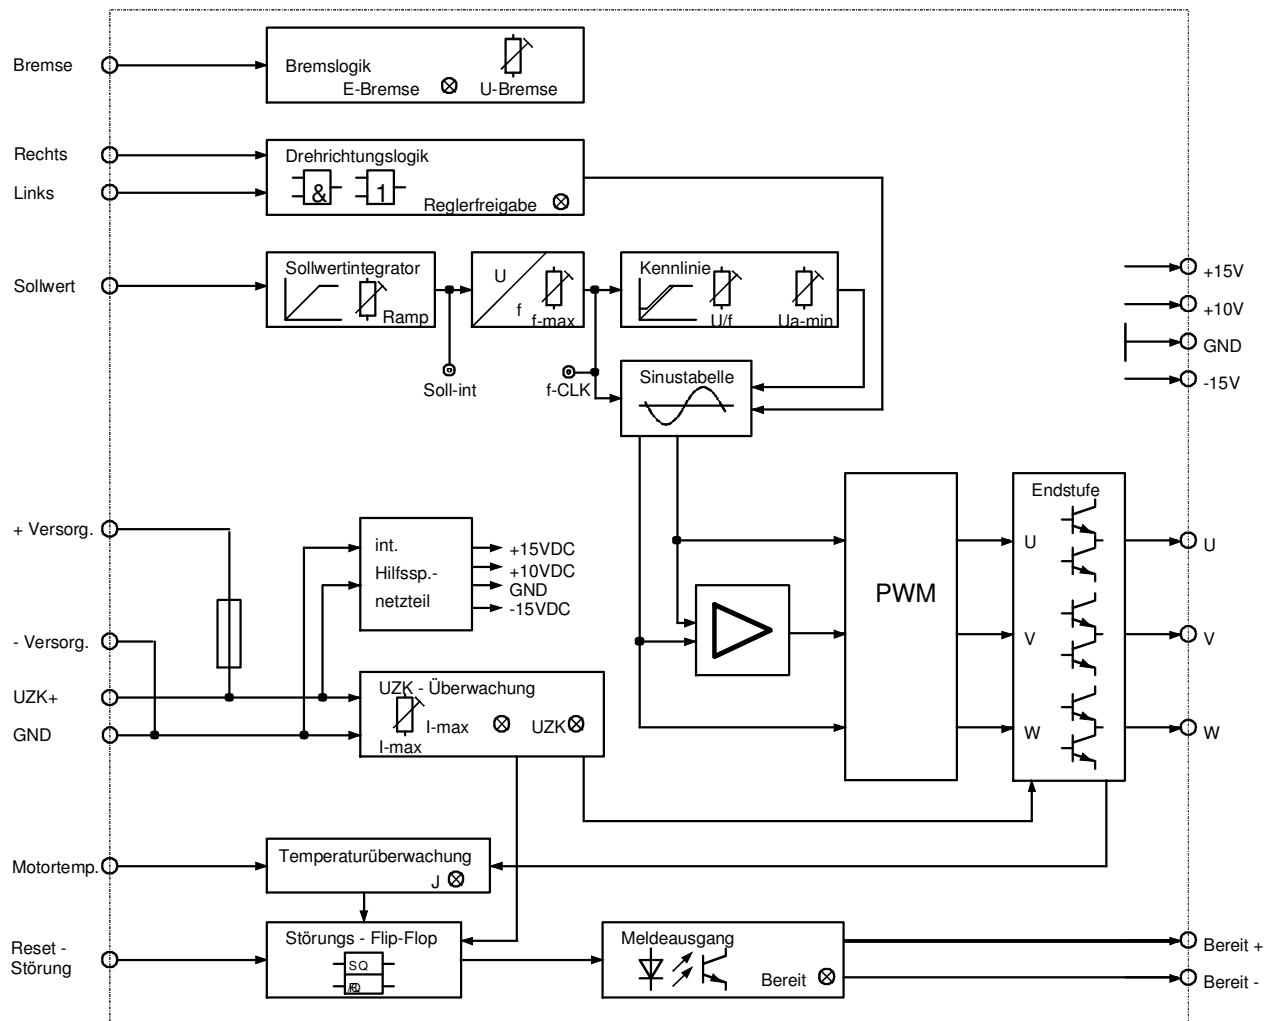 Bremse
Bremslogik
E-Bremse
U-Bremse
Rechts
Links
Drehrichtungslogik
&
1
Reglerfreigabe
Sollwert
Sollwertintegrator
Ramp
U
f
f-max
Kennlinie
U/f
Ua-min
+15V
+10V
GND
-15V
Soll-int
f-CLK
Sinustabelle
+ Versorg.
- Versorg.
UZK+
GND
int.
Hilfssp.-
netzteil
+15VDC
+10VDC
GND
-15VDC
PWM
Endstufe
U
V
W
U
V
W
UZK - Überwachung
I-max
I-max
UZK
Motortemp.
Temperaturüberwachung
J
Reset -
Störung
Störungs - Flip-Flop
S Q
Meldeausgang
Bereit
Bereit +
Bereit -